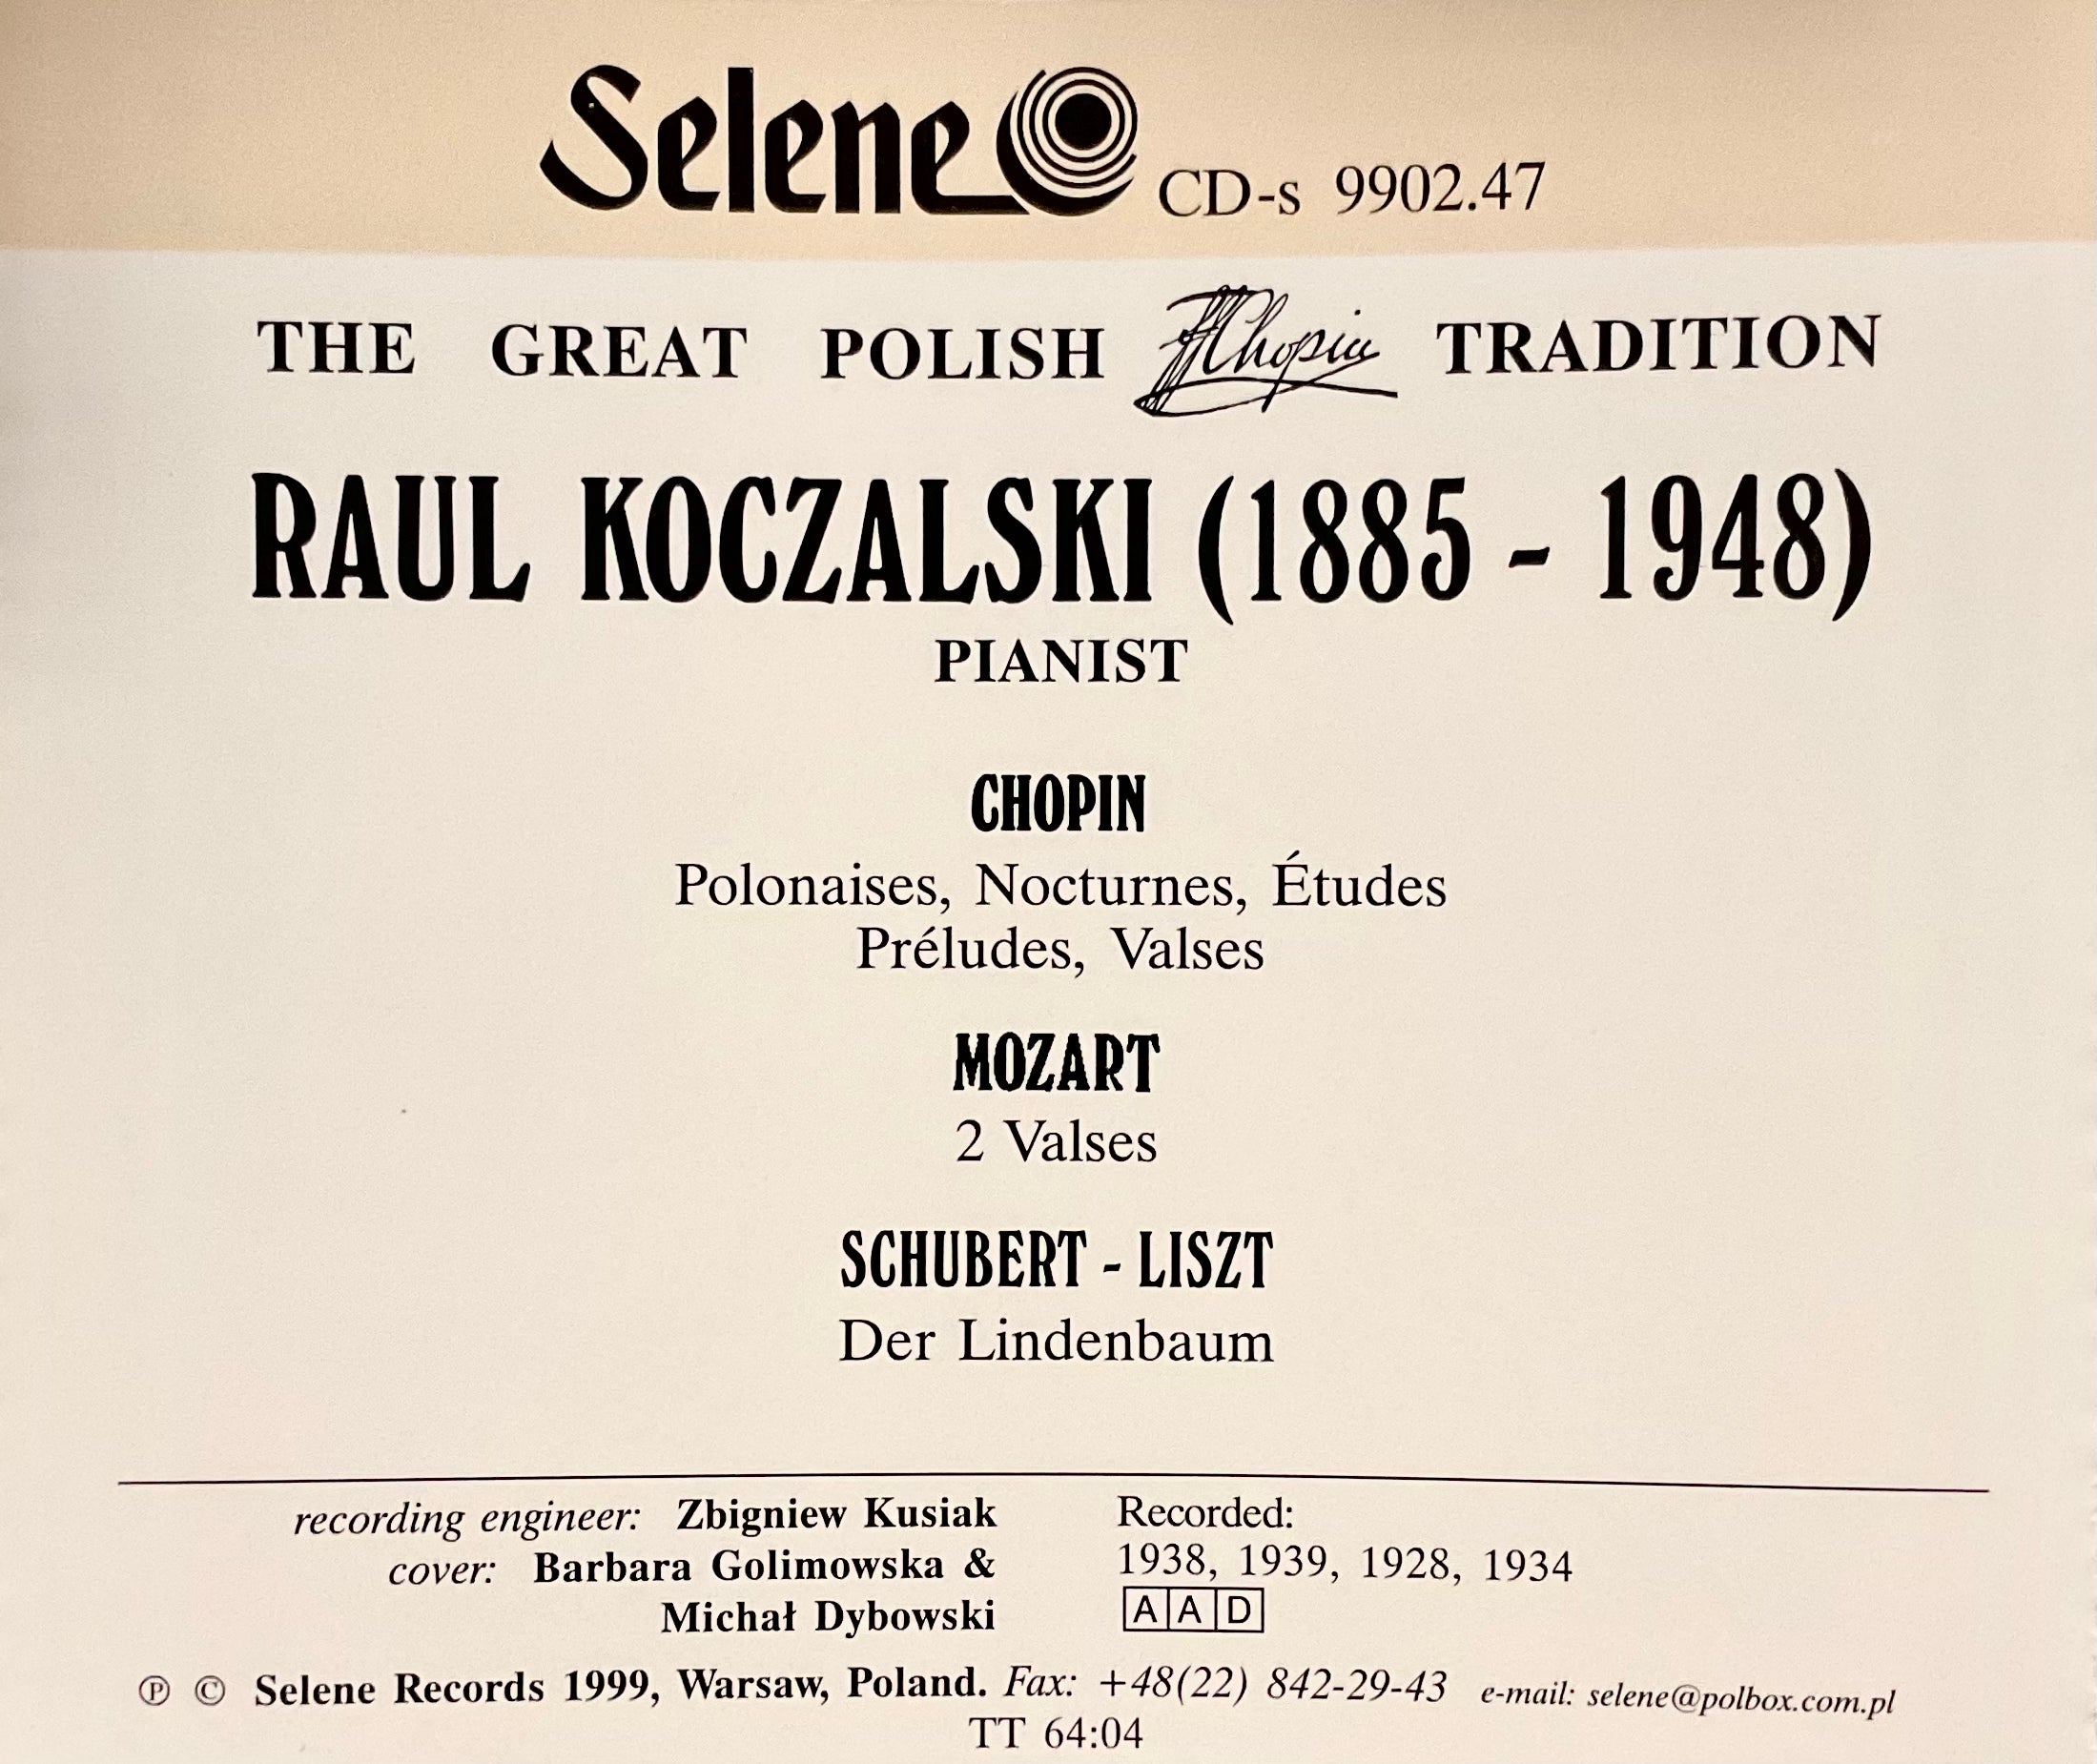 Selene CD-s 9902.47
THE GREAT POLISH FFChopin TRADITION
RAUL KOCZALSKI (1885 - 1948)
PIANIST
CHOPIN
Polonaises, Nocturnes, Études
Préludes, Valses
MOZART
2 Valses
SCHUBERT - LISZT
Der Lindenbaum
recording engineer: Zbigniew Kusiak
cover: Barbara Golimowska &
Michał Dybowski
Recorded:
1938, 1939, 1928, 1934
AAD
℗ © Selene Records 1999, Warsaw, Poland. Fax: +48(22) 842-29-43 e-mail: selene@polbox.com.pl
TT 64:04